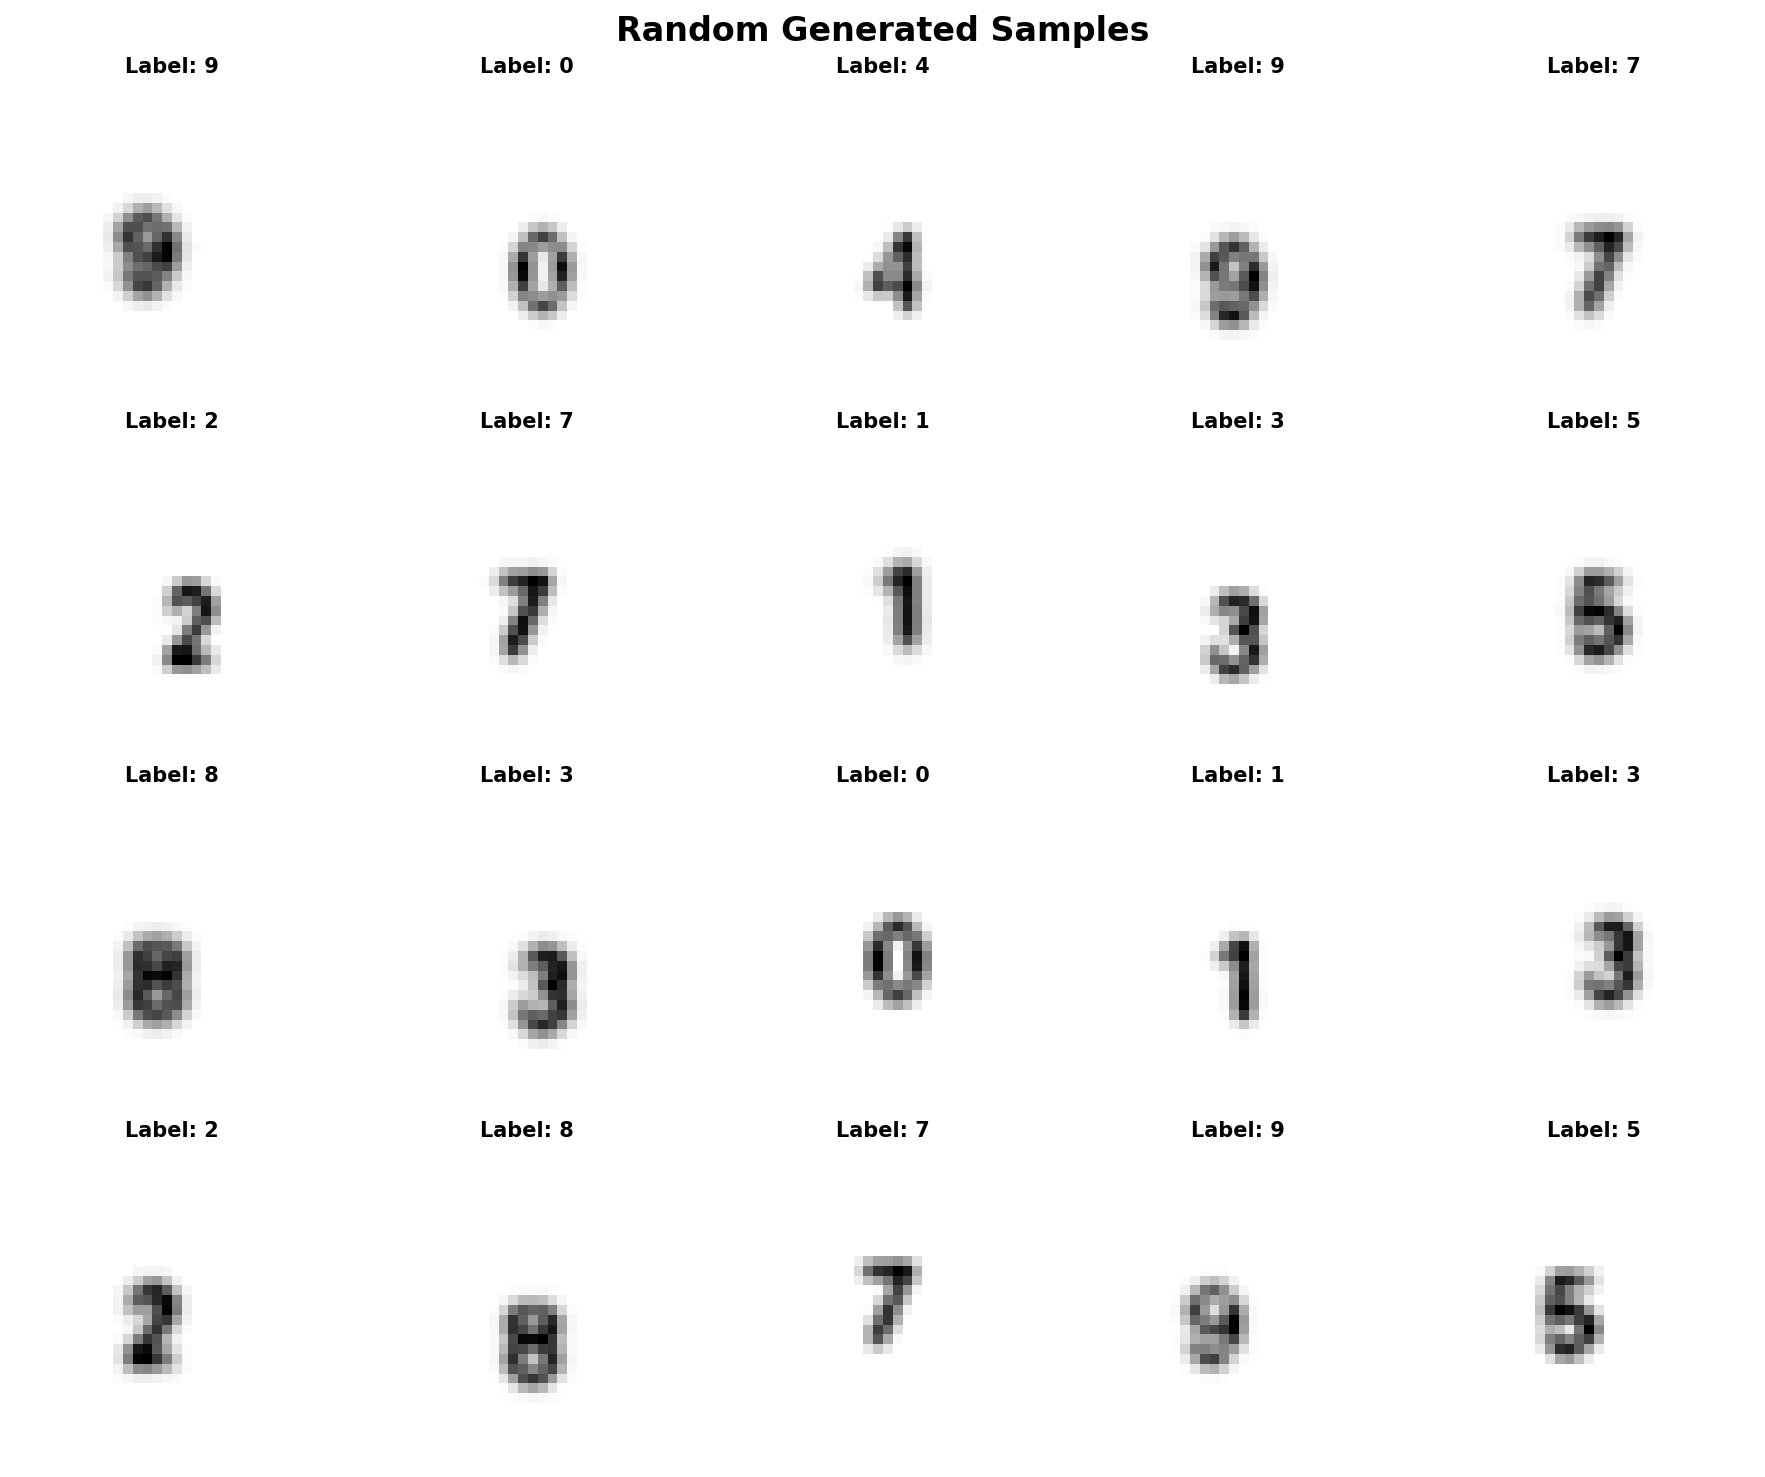 Random Generated Samples
Label: 9 Label: 0 Label: 4 Label: 9 Label: 7
9 0 4 9 7
Label: 2 Label: 7 Label: 1 Label: 3 Label: 5
2 7 1 3 5
Label: 8 Label: 3 Label: 0 Label: 1 Label: 3
8 3 0 1 3
Label: 2 Label: 8 Label: 7 Label: 9 Label: 5
2 8 7 9 5